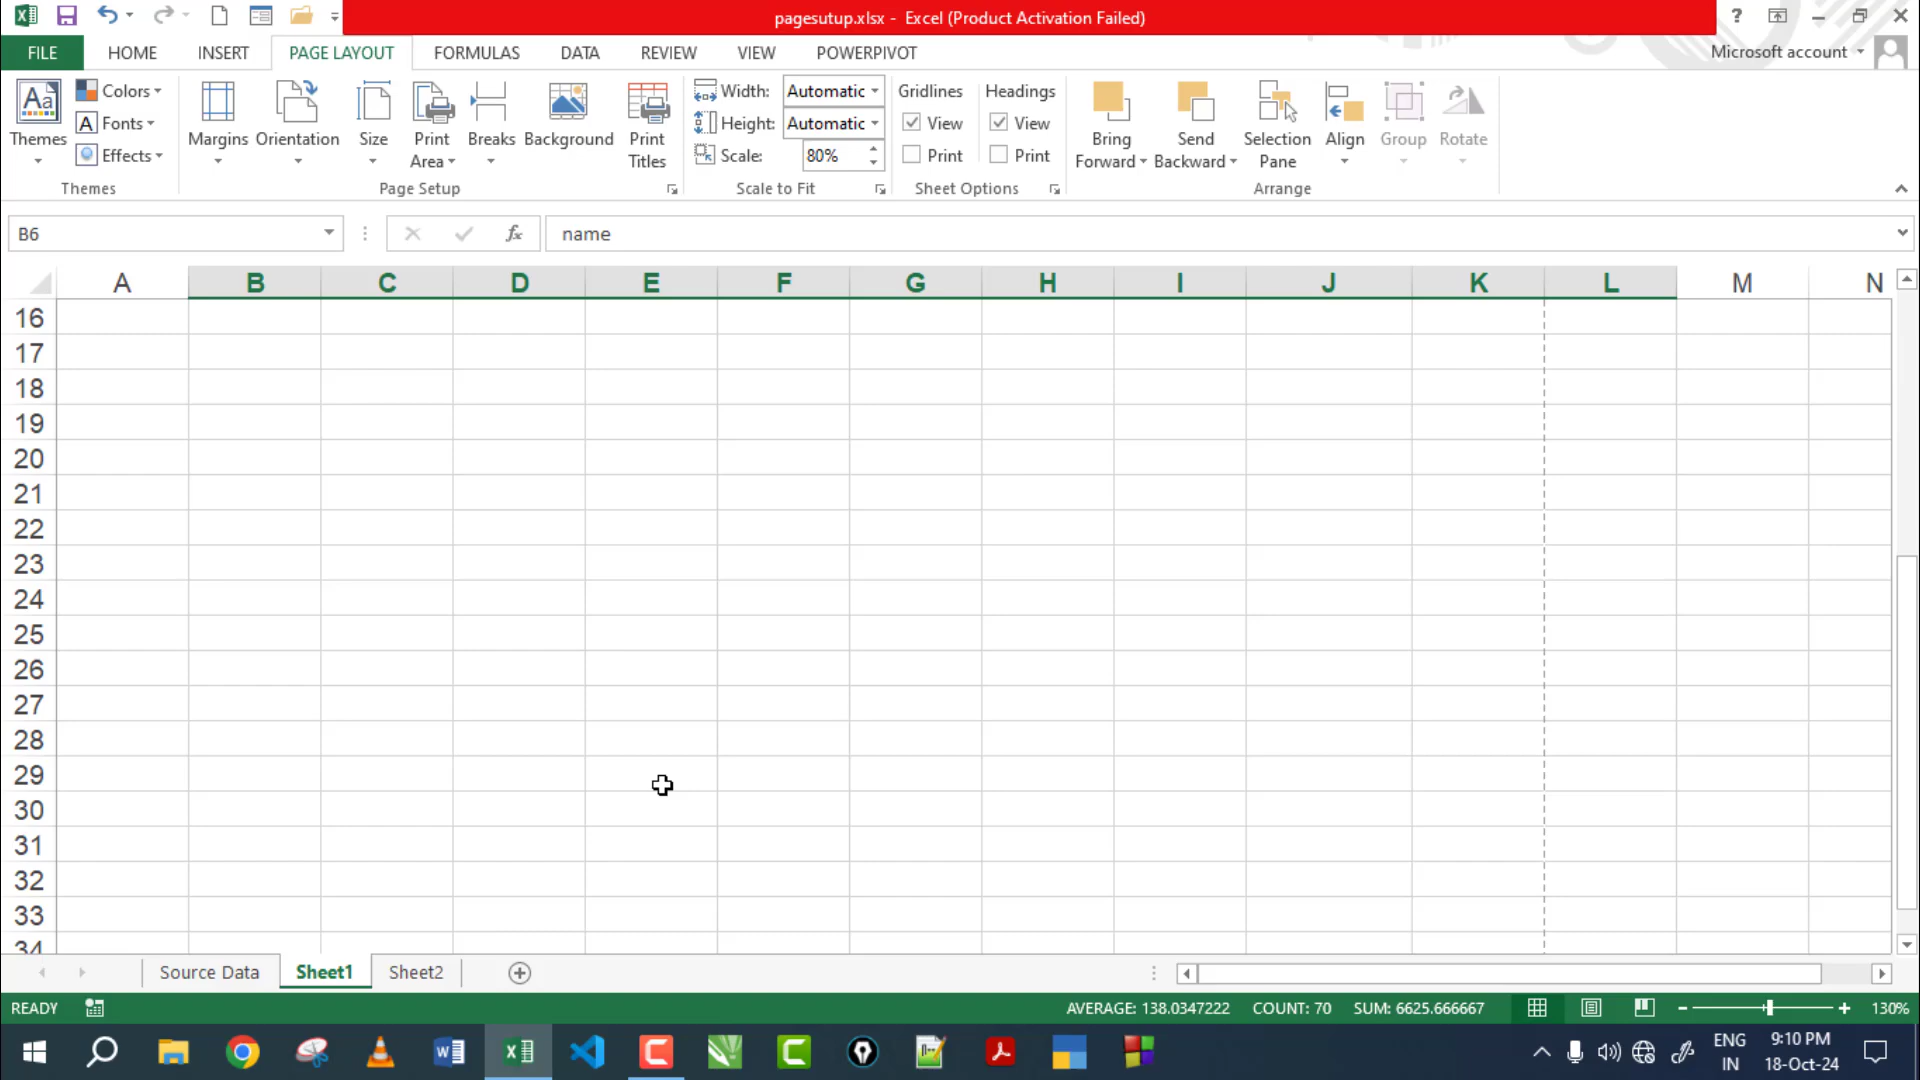 pagesutup.xlsx - Excel (Product Activation Failed)
FILE HOME INSERT PAGE LAYOUT FORMULAS DATA REVIEW VIEW POWERPIVOT
Microsoft account
Themes
Colors
Fonts
Effects
Themes
Margins
Orientation
Size
Print Area
Breaks
Background
Print Titles
Page Setup
Width: Automatic
Height: Automatic
Scale: 80%
Scale to Fit
Gridlines
View
Print
Headings
View
Print
Sheet Options
Bring Forward
Send Backward
Selection Pane
Align
Group
Rotate
Arrange
B6
fx
name
A B C D E F G H I J K L M N
16
17
18
19
20
21
22
23
24
25
26
27
28
29
30
31
32
33
34
Source Data Sheet1 Sheet2
READY
AVERAGE: 138.0347222 COUNT: 70 SUM: 6625.666667
130%
ENG
IN
9:10 PM
18-Oct-24